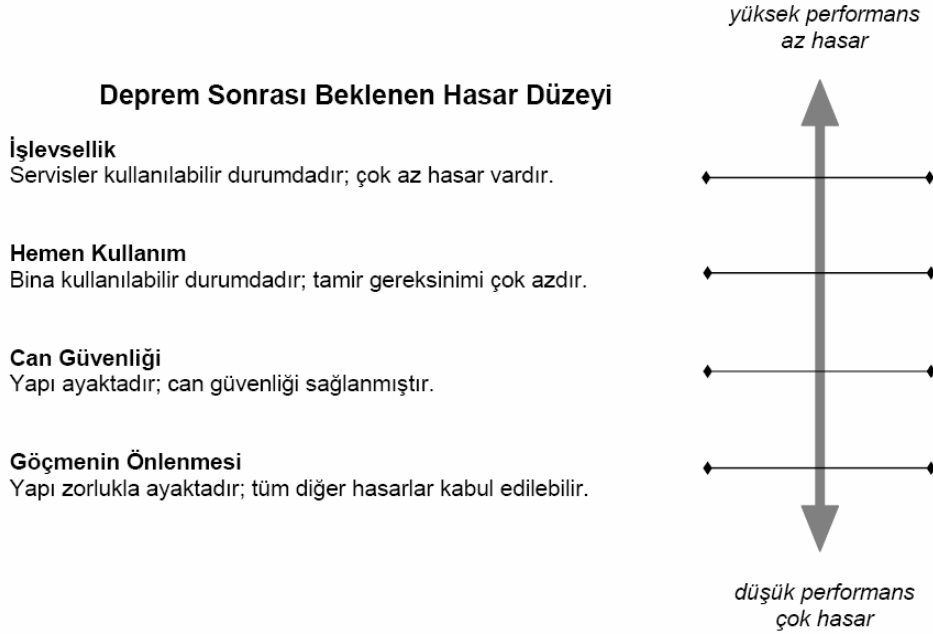 yüksek performans
az hasar
Deprem Sonrası Beklenen Hasar Düzeyi
İşlevsellik
Servisler kullanılabilir durumdadır; çok az hasar vardır.
Hemen Kullanım
Bina kullanılabilir durumdadır; tamir gereksinimi çok azdır.
Can Güvenliği
Yapı ayaktadır; can güvenliği sağlanmıştır.
Göçmenin Önlenmesi
Yapı zorlukla ayaktadır; tüm diğer hasarlar kabul edilebilir.
düşük performans
çok hasar